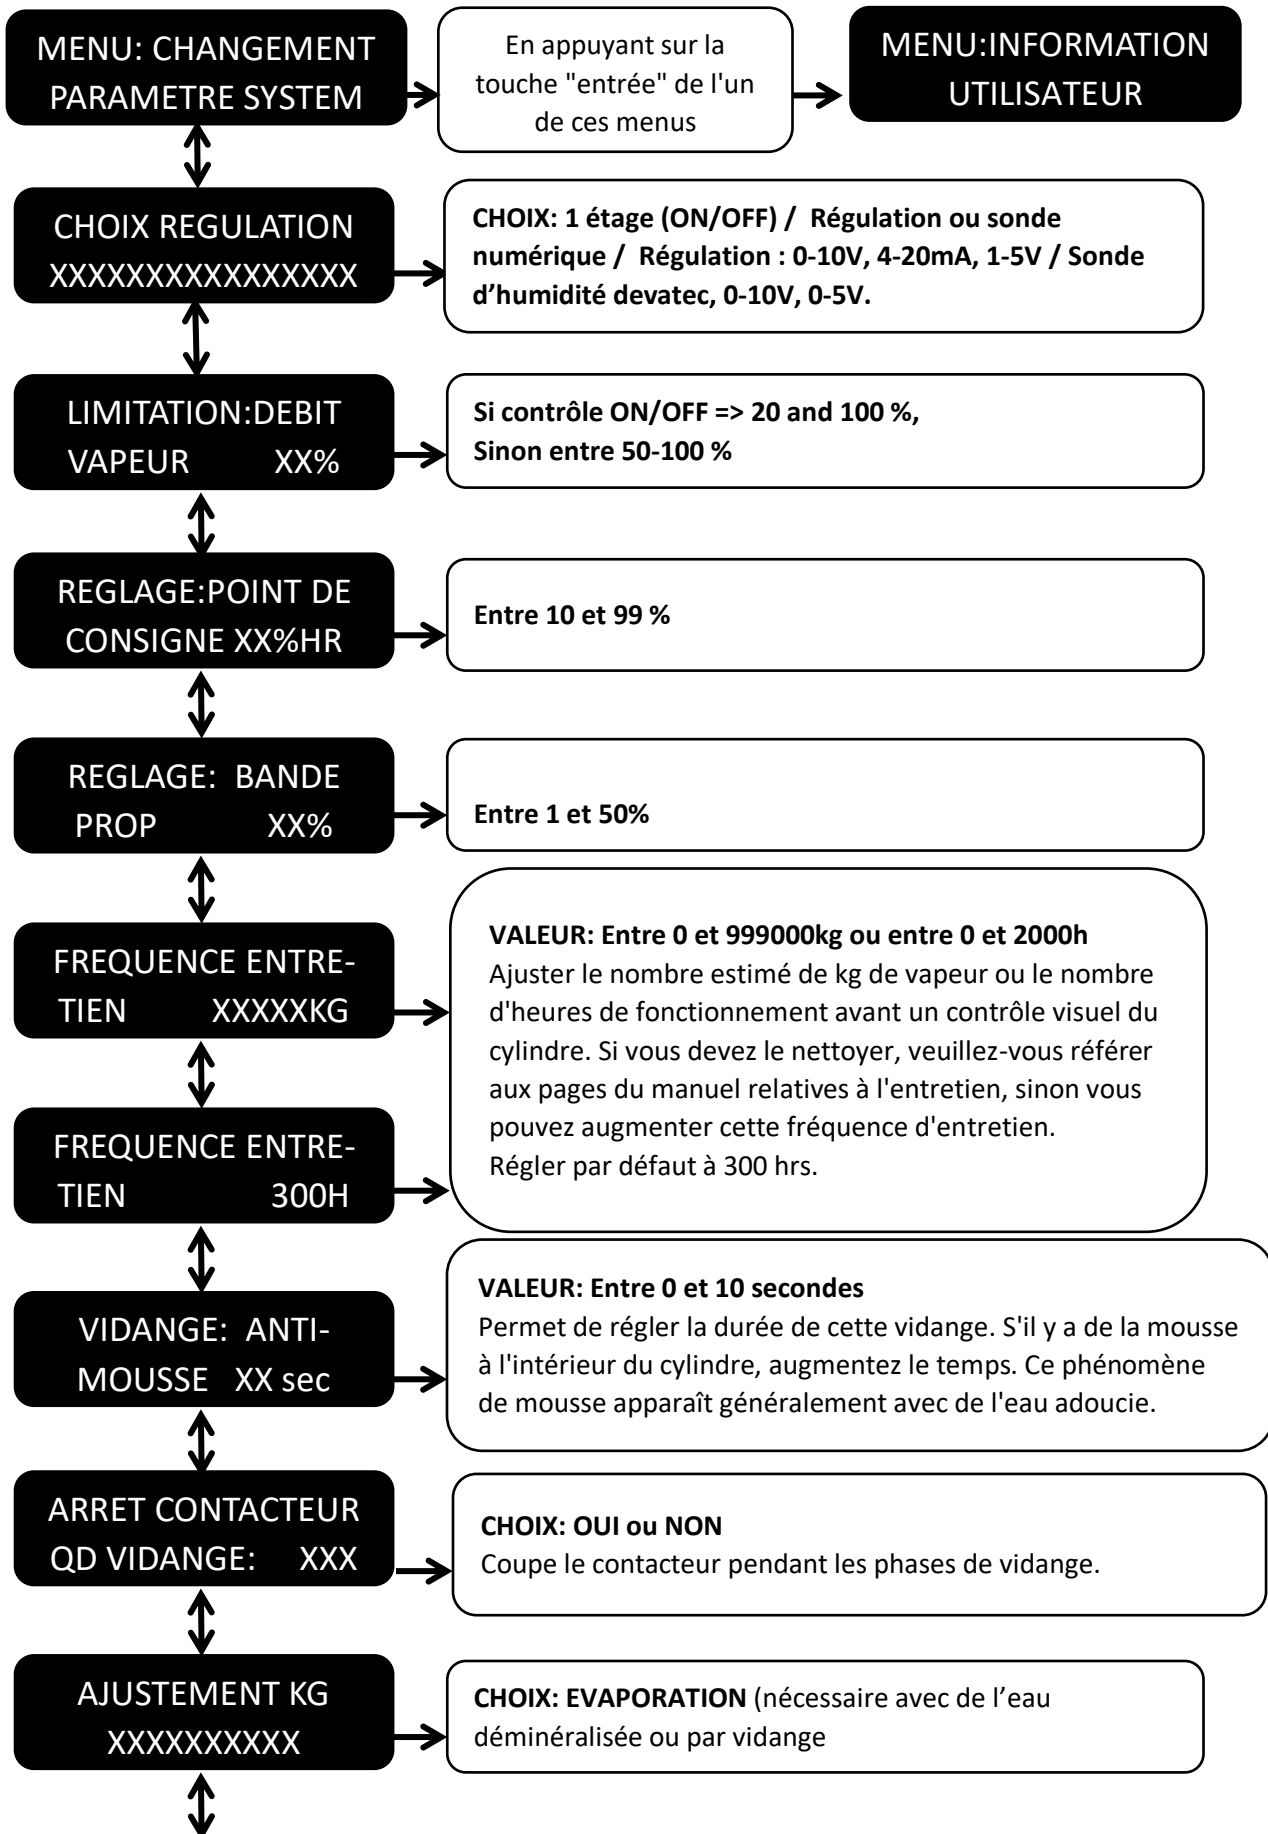 MENU: CHANGEMENT
PARAMETRE SYSTEM
En appuyant sur la
touche "entrée" de l'un
de ces menus
MENU:INFORMATION
UTILISATEUR
CHOIX REGULATION
XXXXXXXXXXXXXXXX
CHOIX: 1 étage (ON/OFF) / Régulation ou sonde
numérique / Régulation : 0-10V, 4-20mA, 1-5V / Sonde
d’humidité devatec, 0-10V, 0-5V.
LIMITATION:DEBIT
VAPEUR XX%
Si contrôle ON/OFF => 20 and 100 %,
Sinon entre 50-100 %
REGLAGE:POINT DE
CONSIGNE XX%HR
Entre 10 et 99 %
REGLAGE: BANDE
PROP XX%
Entre 1 et 50%
FREQUENCE ENTRE-
TIEN XXXXXKG
FREQUENCE ENTRE-
TIEN 300H
VALEUR: Entre 0 et 999000kg ou entre 0 et 2000h
Ajuster le nombre estimé de kg de vapeur ou le nombre
d'heures de fonctionnement avant un contrôle visuel du
cylindre. Si vous devez le nettoyer, veuillez-vous référer
aux pages du manuel relatives à l'entretien, sinon vous
pouvez augmenter cette fréquence d'entretien.
Régler par défaut à 300 hrs.
VIDANGE: ANTI-
MOUSSE XX sec
VALEUR: Entre 0 et 10 secondes
Permet de régler la durée de cette vidange. S'il y a de la mousse
à l'intérieur du cylindre, augmentez le temps. Ce phénomène
de mousse apparaît généralement avec de l'eau adoucie.
ARRET CONTACTEUR
QD VIDANGE: XXX
CHOIX: OUI ou NON
Coupe le contacteur pendant les phases de vidange.
AJUSTEMENT KG
XXXXXXXXXX
CHOIX: EVAPORATION (nécessaire avec de l’eau
déminéralisée ou par vidange